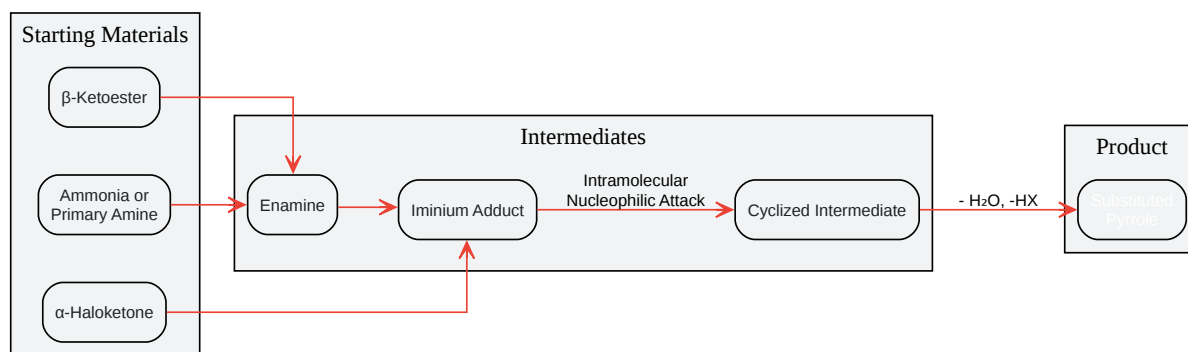 Starting Materials
β-Ketoester
Ammonia or
Primary Amine
α-Haloketone
Intermediates
Enamine
Iminium Adduct
Intramolecular
Nucleophilic Attack
Cyclized Intermediate
- H₂O, -HX
Product
Substituted
Pyrrole